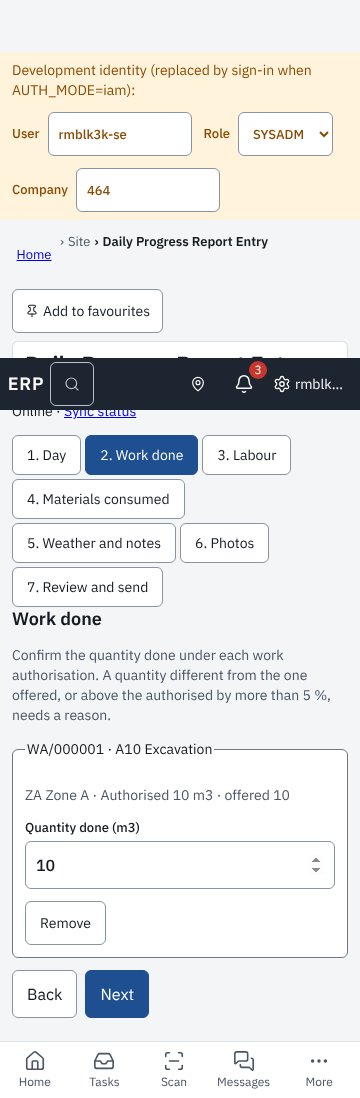 Development identity (replaced by sign-in when
AUTH_MODE=iam):
User rmblk3k-se Role SYSADM
Company 464
Home › Site › Daily Progress Report Entry
Add to favourites
ERP 3 rmblk...
Online · Sync status
1. Day 2. Work done 3. Labour
4. Materials consumed
5. Weather and notes 6. Photos
7. Review and send
Work done
Confirm the quantity done under each work
authorisation. A quantity different from the one
offered, or above the authorised by more than 5 %,
needs a reason.
WA/000001 · A10 Excavation
ZA Zone A · Authorised 10 m3 · offered 10
Quantity done (m3)
10
Remove
Back Next
Home Tasks Scan Messages More